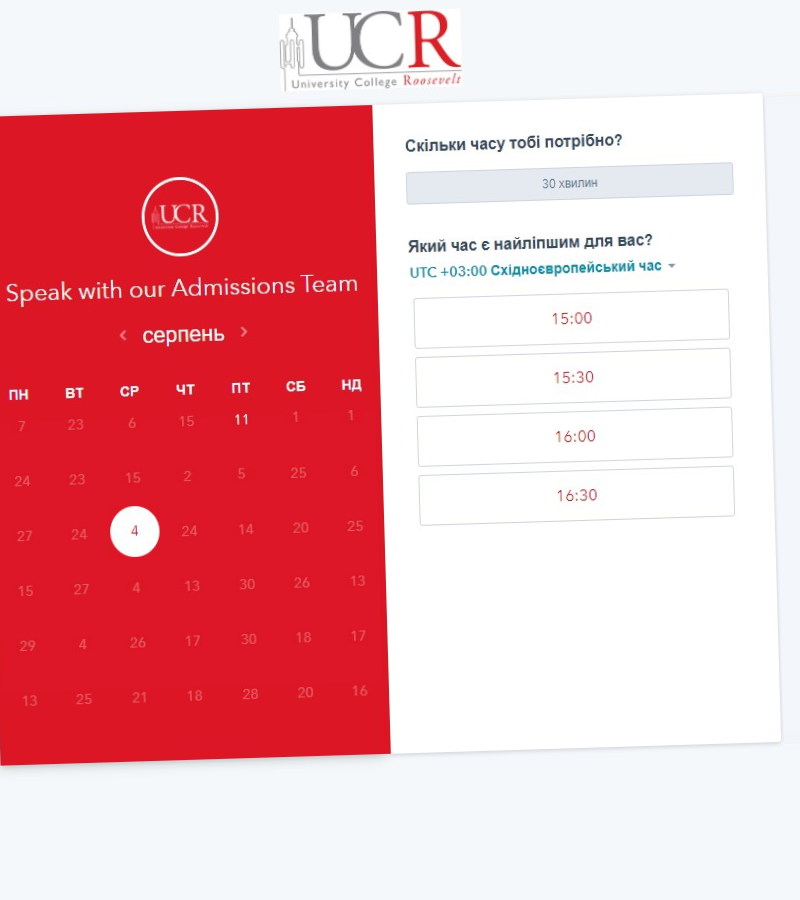 UCR
University College Roosevelt
UCR
Speak with our Admissions Team
серпень
ПН ВТ СР ЧТ ПТ СБ НД
7 23 6 15 11 1 1
24 23 15 2 5 25 6
27 24 4 24 14 20 25
15 27 4 13 30 26 13
29 4 26 17 30 18 17
13 25 21 18 28 20 16
Скільки часу тобі потрібно?
30 хвилин
Який час є найліпшим для вас?
UTC +03:00 Східноєвропейський час
15:00
15:30
16:00
16:30